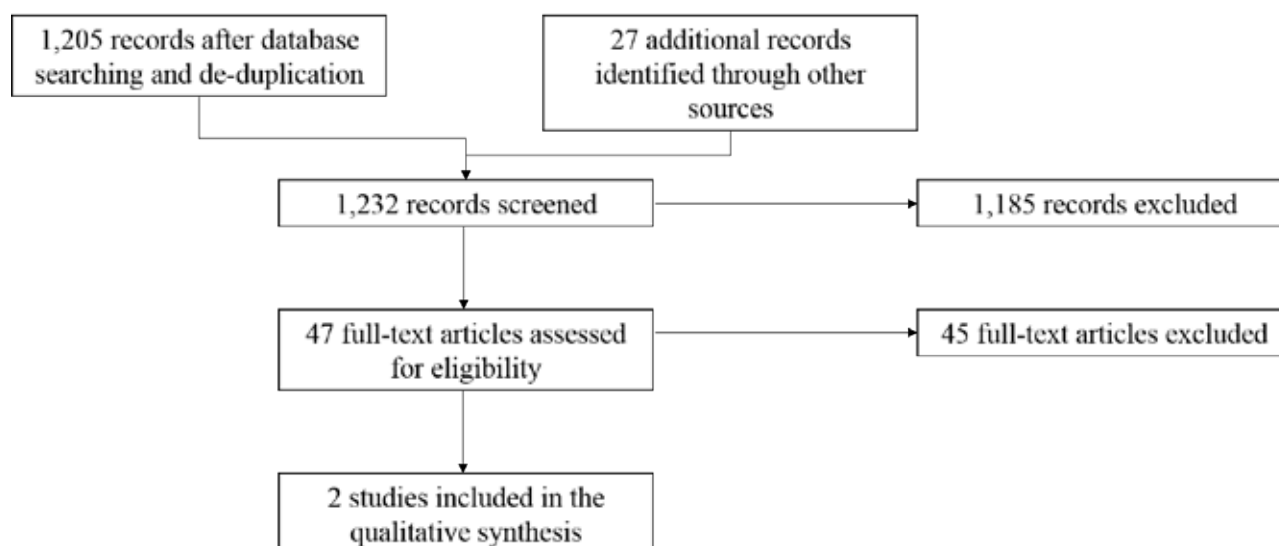 1,205 records after database
searching and de-duplication
27 additional records
identified through other
sources
1,232 records screened
1,185 records excluded
47 full-text articles assessed
for eligibility
45 full-text articles excluded
2 studies included in the
qualitative synthesis